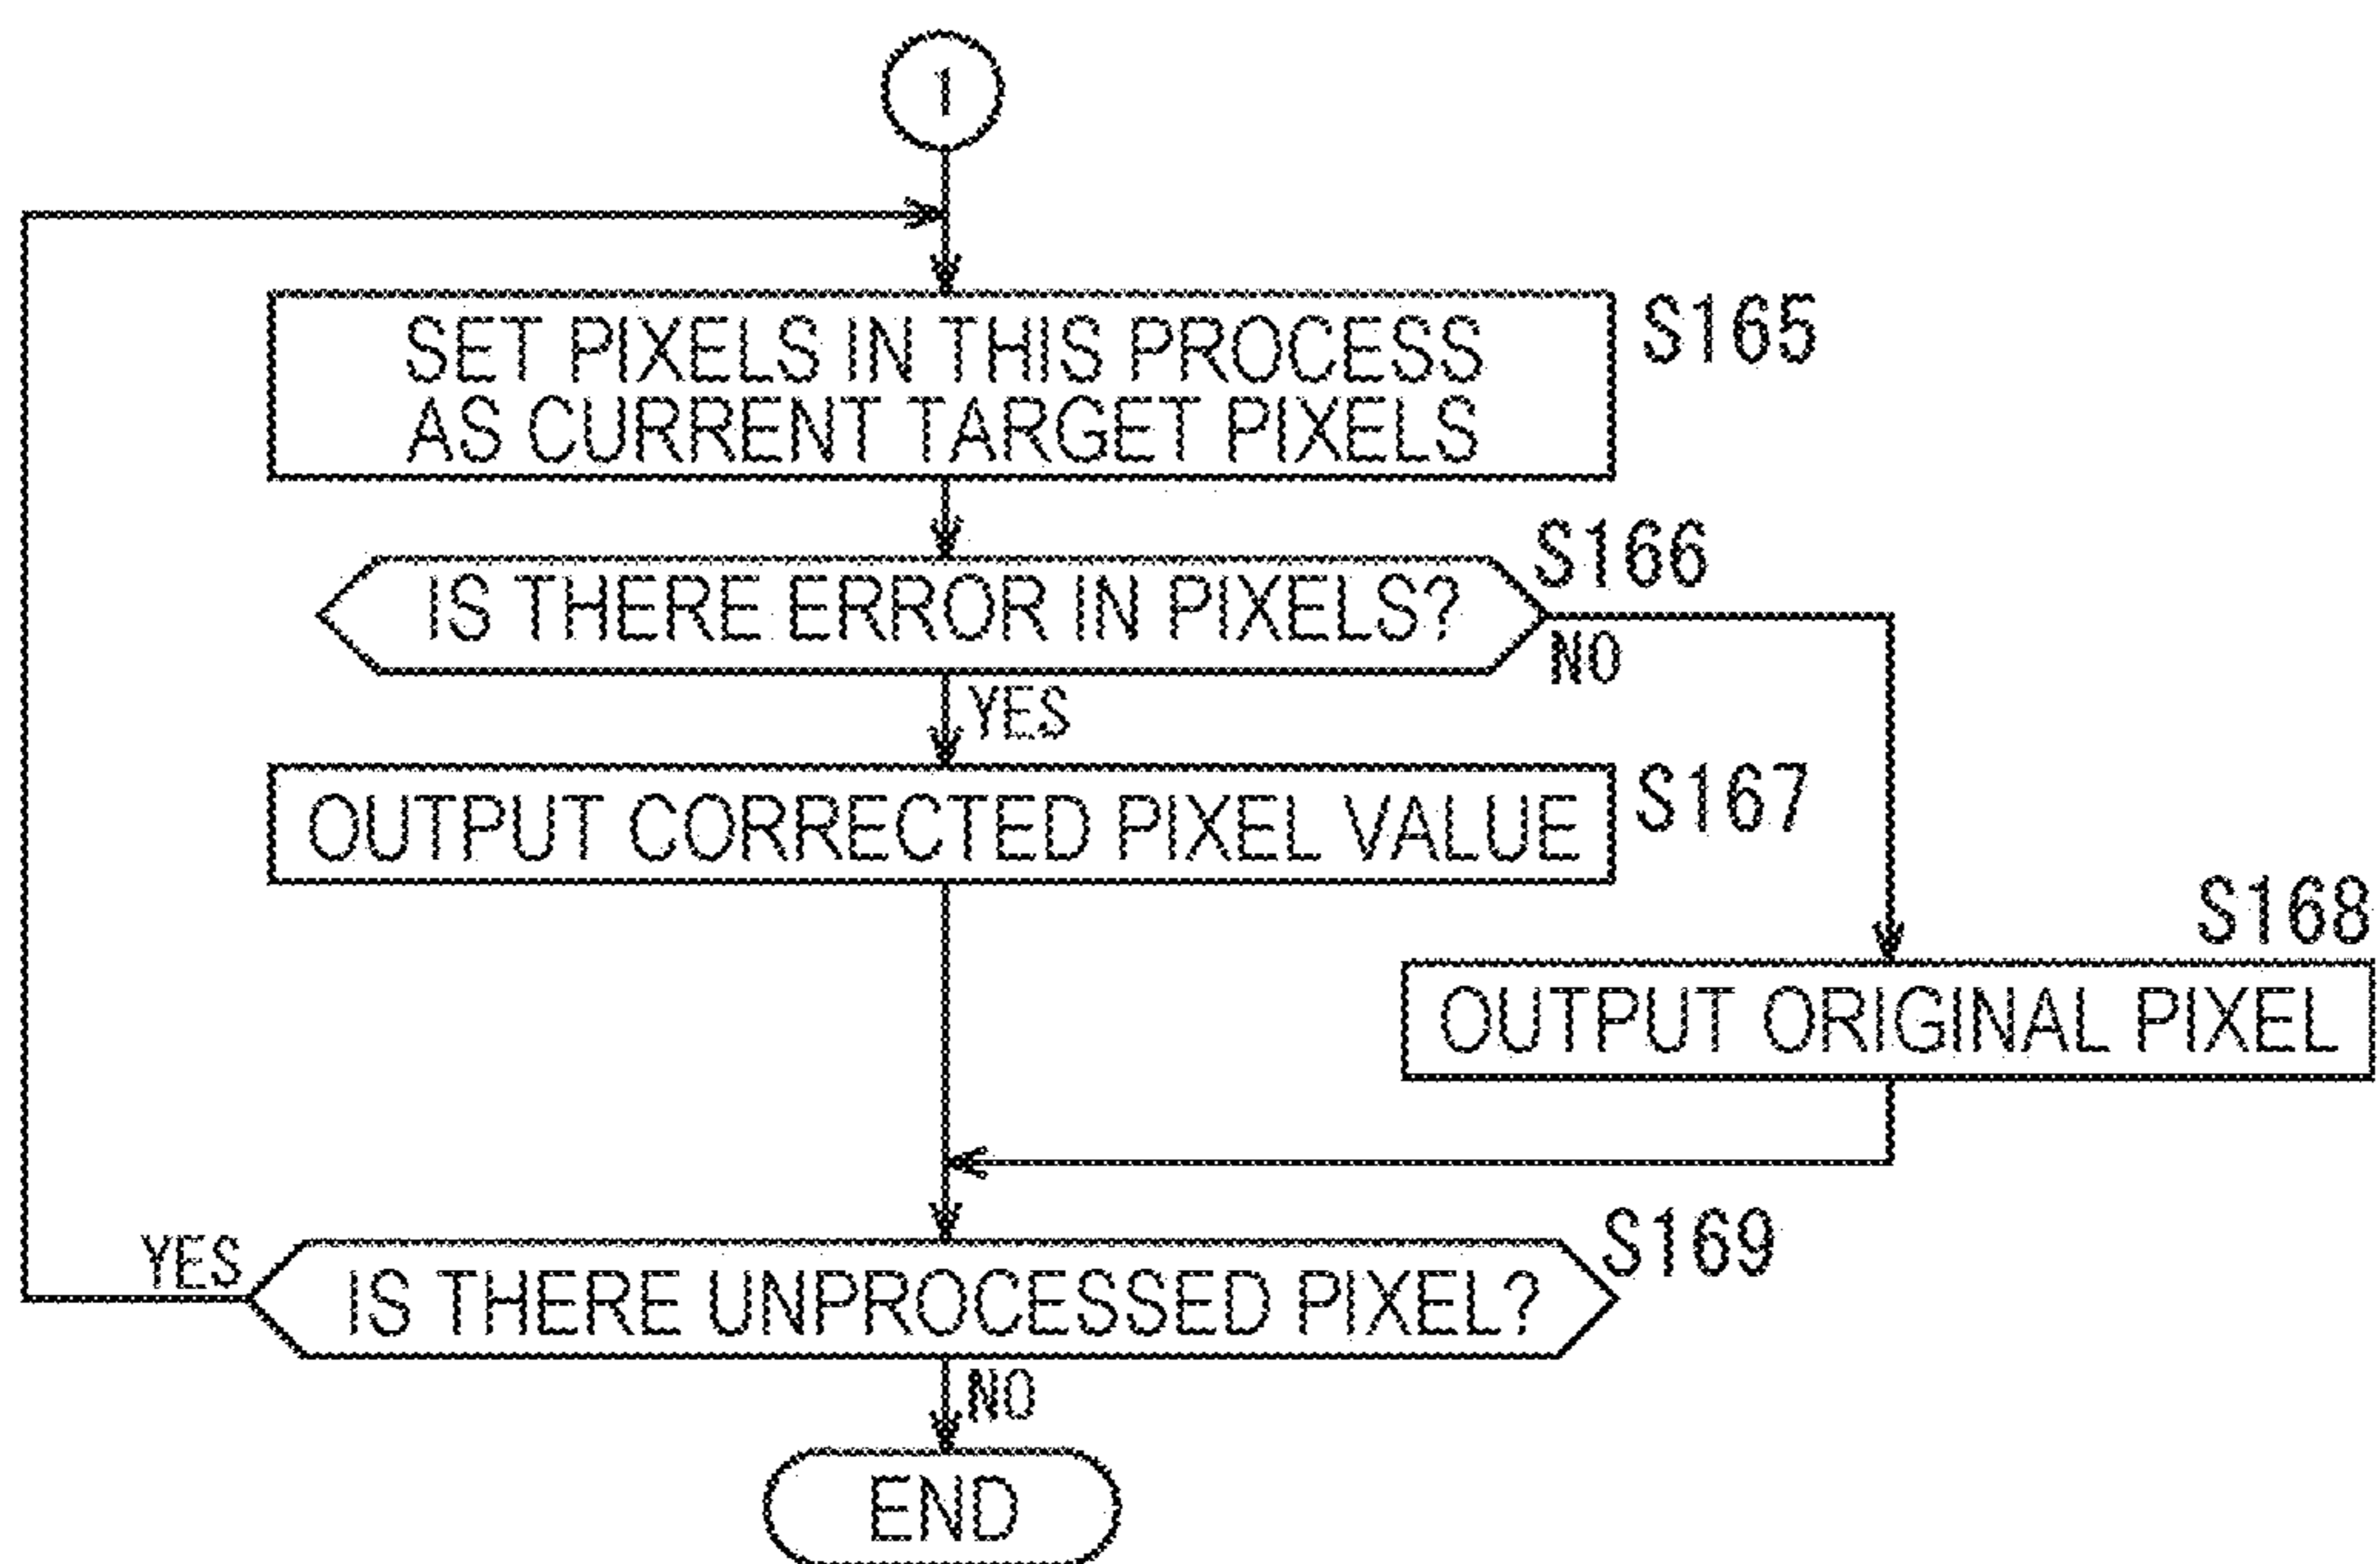 1
SET PIXELS IN THIS PROCESS
AS CURRENT TARGET PIXELS
S165
IS THERE ERROR IN PIXELS?
S166
NO
YES
OUTPUT CORRECTED PIXEL VALUE
S167
S168
OUTPUT ORIGINAL PIXEL
YES
IS THERE UNPROCESSED PIXEL?
S169
NO
END